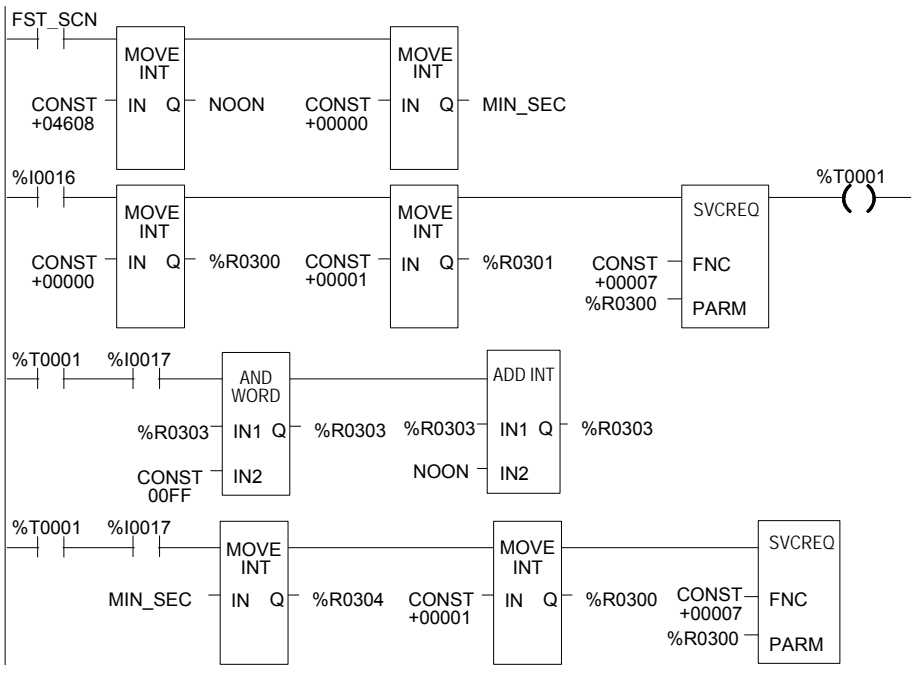 FST_SCN
MOVE INT
MOVE INT
CONST +04608
IN Q
NOON
CONST +00000
IN Q
MIN_SEC
%I0016
%T0001
MOVE INT
MOVE INT
SVCREQ
CONST +00000
IN Q
%R0300
CONST +00001
IN Q
%R0301
CONST +00007
FNC
%R0300
PARM
%T0001
%I0017
AND WORD
ADD INT
%R0303
IN1 Q
%R0303
%R0303
IN1 Q
%R0303
CONST 00FF
IN2
NOON
IN2
%T0001
%I0017
MOVE INT
MOVE INT
SVCREQ
MIN_SEC
IN Q
%R0304
CONST +00001
IN Q
%R0300
CONST +00007
FNC
%R0300
PARM